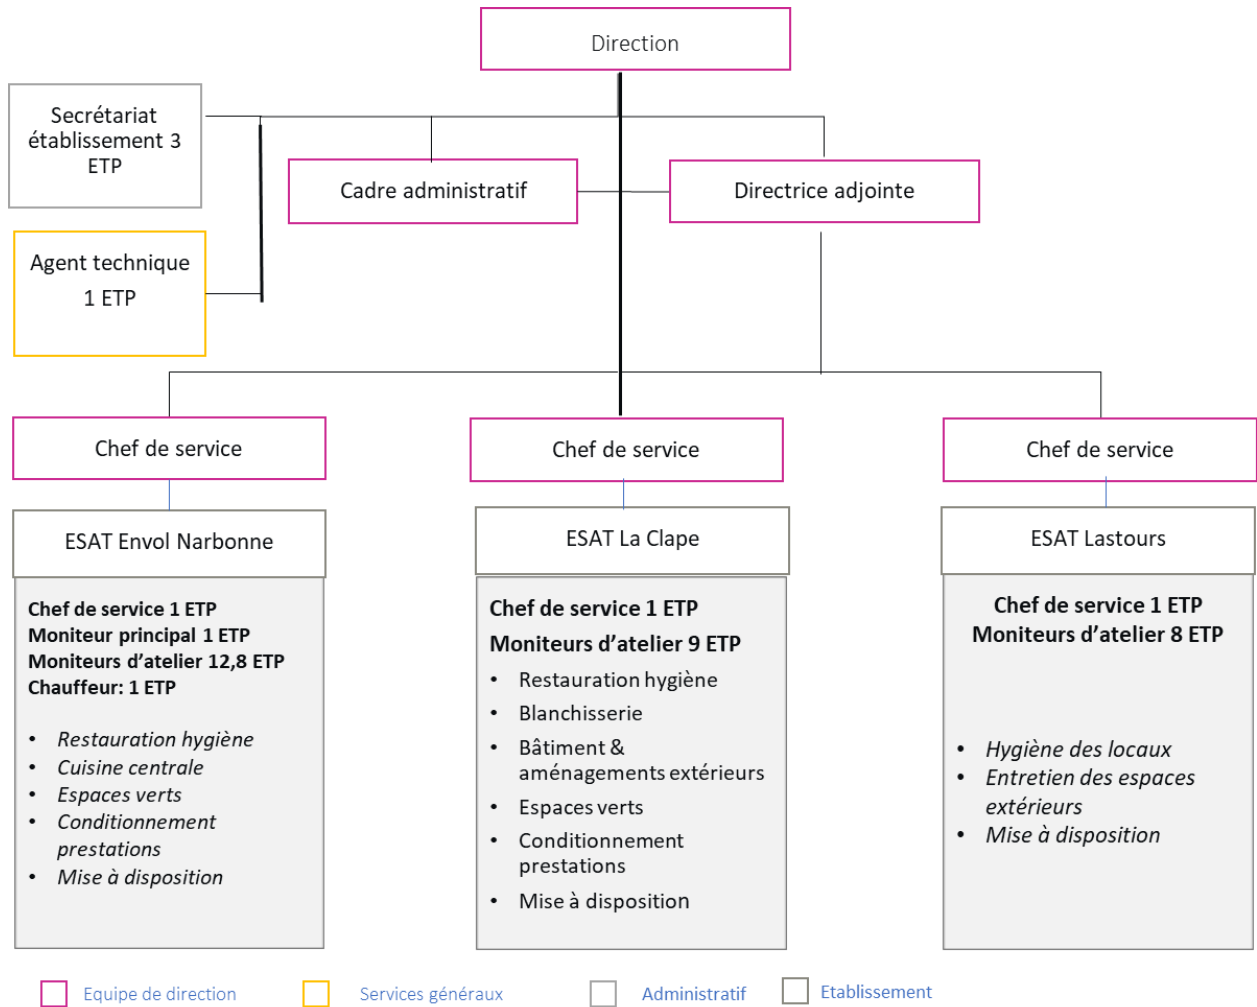 Direction
Secrétariat
établissement 3
ETP
Cadre administratif
Directrice adjointe
Agent technique
1 ETP
Chef de service
Chef de service
Chef de service
ESAT Envol Narbonne
ESAT La Clape
ESAT Lastours
Chef de service 1 ETP
Moniteur principal 1 ETP
Moniteurs d’atelier 12,8 ETP
Chauffeur: 1 ETP
• Restauration hygiène
• Cuisine centrale
• Espaces verts
• Conditionnement
prestations
• Mise à disposition
Chef de service 1 ETP
Moniteurs d’atelier 9 ETP
• Restauration hygiène
• Blanchisserie
• Bâtiment &
aménagements extérieurs
• Espaces verts
• Conditionnement
prestations
• Mise à disposition
Chef de service 1 ETP
Moniteurs d’atelier 8 ETP
• Hygiène des locaux
• Entretien des espaces
extérieurs
• Mise à disposition
Equipe de direction
Services généraux
Administratif
Etablissement